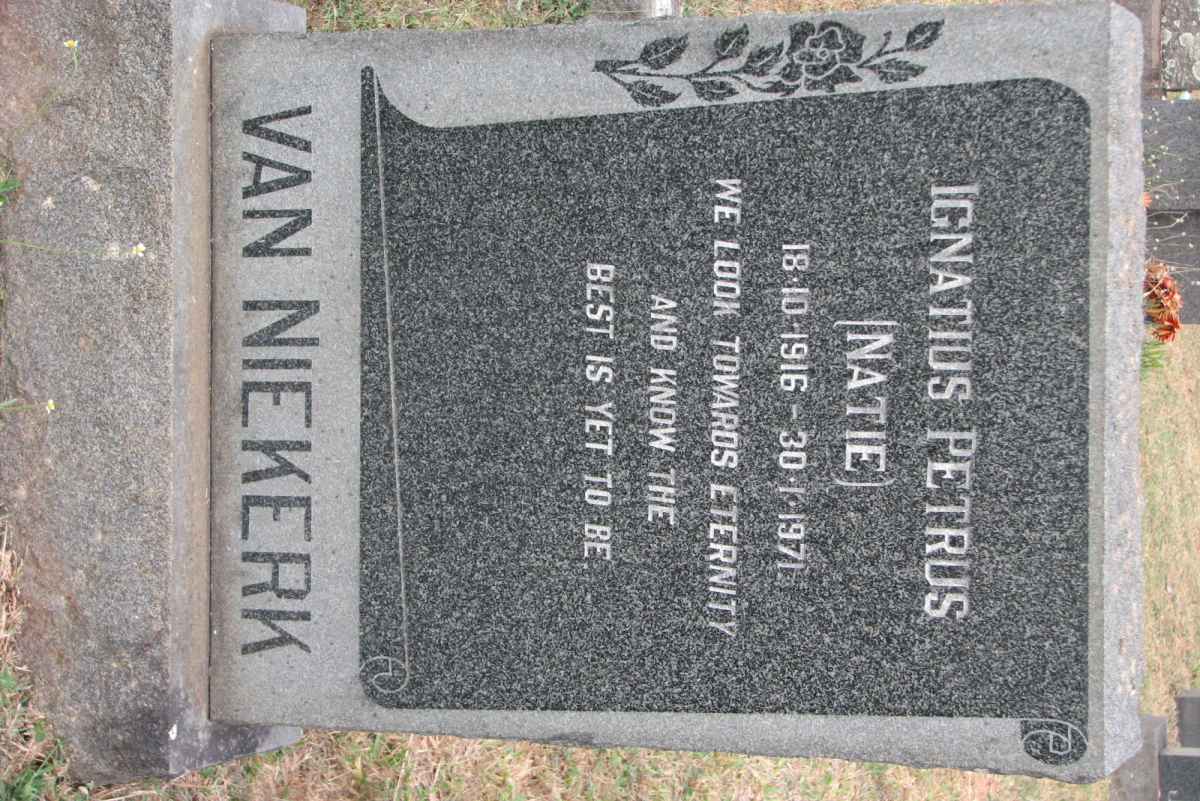 IGNATIUS PETRUS
(NATIE)
18·10·1916 – 30·1·1971
WE LOOK TOWARDS ETERNITY
AND KNOW THE
BEST IS YET TO BE.
VAN NIEKERK